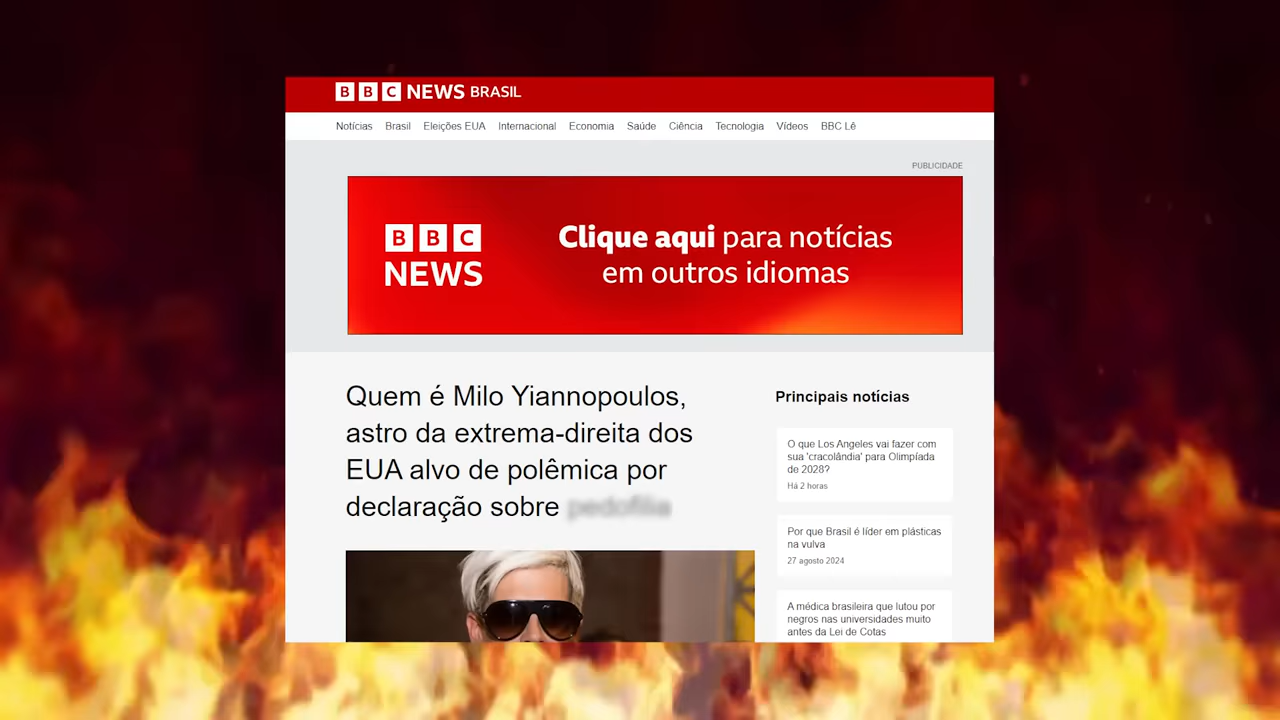 BBC NEWS BRASIL
Notícias Brasil Eleições EUA Internacional Economia Saúde Ciência Tecnologia Vídeos BBC Lê
PUBLICIDADE
BBC
NEWS
Clique aqui para notícias
em outros idiomas
Quem é Milo Yiannopoulos,
astro da extrema-direita dos
EUA alvo de polêmica por
declaração sobre
Principais notícias
O que Los Angeles vai fazer com
sua 'cracolândia' para Olimpíada
de 2028?
Há 2 horas
Por que Brasil é líder em plásticas
na vulva
27 agosto 2024
A médica brasileira que lutou por
negros nas universidades muito
antes da Lei de Cotas